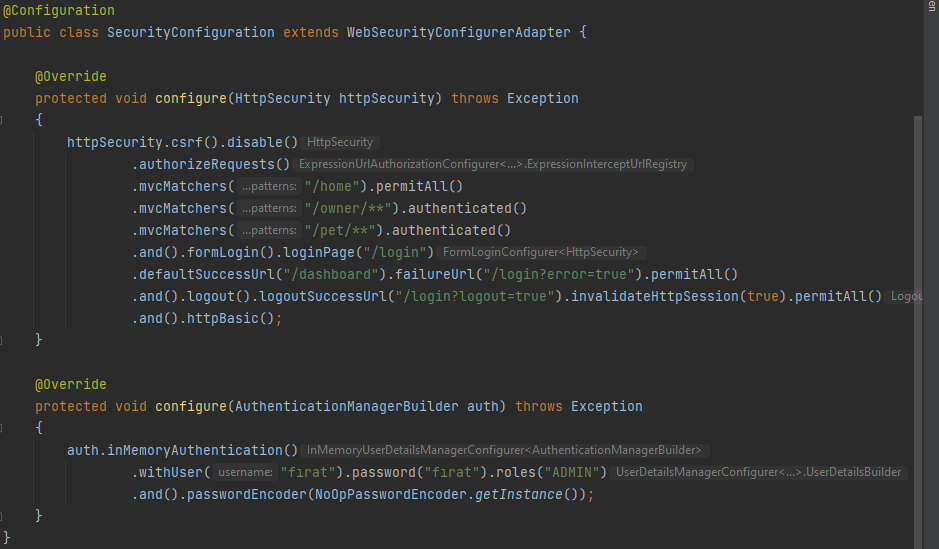 @Configuration
public class SecurityConfiguration extends WebSecurityConfigurerAdapter {
@Override
protected void configure(HttpSecurity httpSecurity) throws Exception
{
httpSecurity.csrf().disable() HttpSecurity
.authorizeRequests() ExpressionUrlAuthorizationConfigurer<...>.ExpressionInterceptUrlRegistry
.mvcMatchers( ...patterns: "/home").permitAll()
.mvcMatchers( ...patterns: "/owner/**").authenticated()
.mvcMatchers( ...patterns: "/pet/**").authenticated()
.and().formLogin().loginPage("/login") FormLoginConfigurer<HttpSecurity>
.defaultSuccessUrl("/dashboard").failureUrl("/login?error=true").permitAll()
.and().logout().logoutSuccessUrl("/login?logout=true").invalidateHttpSession(true).permitAll() Logou
.and().httpBasic();
}
@Override
protected void configure(AuthenticationManagerBuilder auth) throws Exception
{
auth.inMemoryAuthentication() InMemoryUserDetailsManagerConfigurer<AuthenticationManagerBuilder>
.withUser( username: "fırat").password("fırat").roles("ADMIN") UserDetailsManagerConfigurer<...>.UserDetailsBuilder
.and().passwordEncoder(NoOpPasswordEncoder.getInstance());
}
}
en